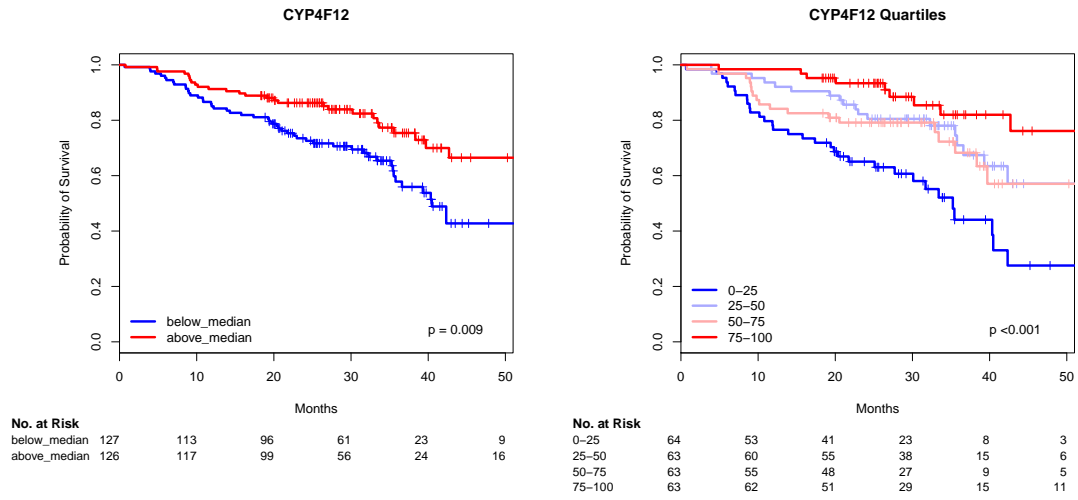 CYP4F12
Probability of Survival
1.0
0.8
0.6
0.4
0.2
0.0
below_median
above_median
p = 0.009
0 10 20 30 40 50
Months
No. at Risk
below_median 127 113 96 61 23 9
above_median 126 117 99 56 24 16
CYP4F12 Quartiles
Probability of Survival
1.0
0.8
0.6
0.4
0.2
0.0
0−25
25−50
50−75
75−100
p <0.001
0 10 20 30 40 50
Months
No. at Risk
0−25 64 53 41 23 8 3
25−50 63 60 55 38 15 6
50−75 63 55 48 27 9 5
75−100 63 62 51 29 15 11